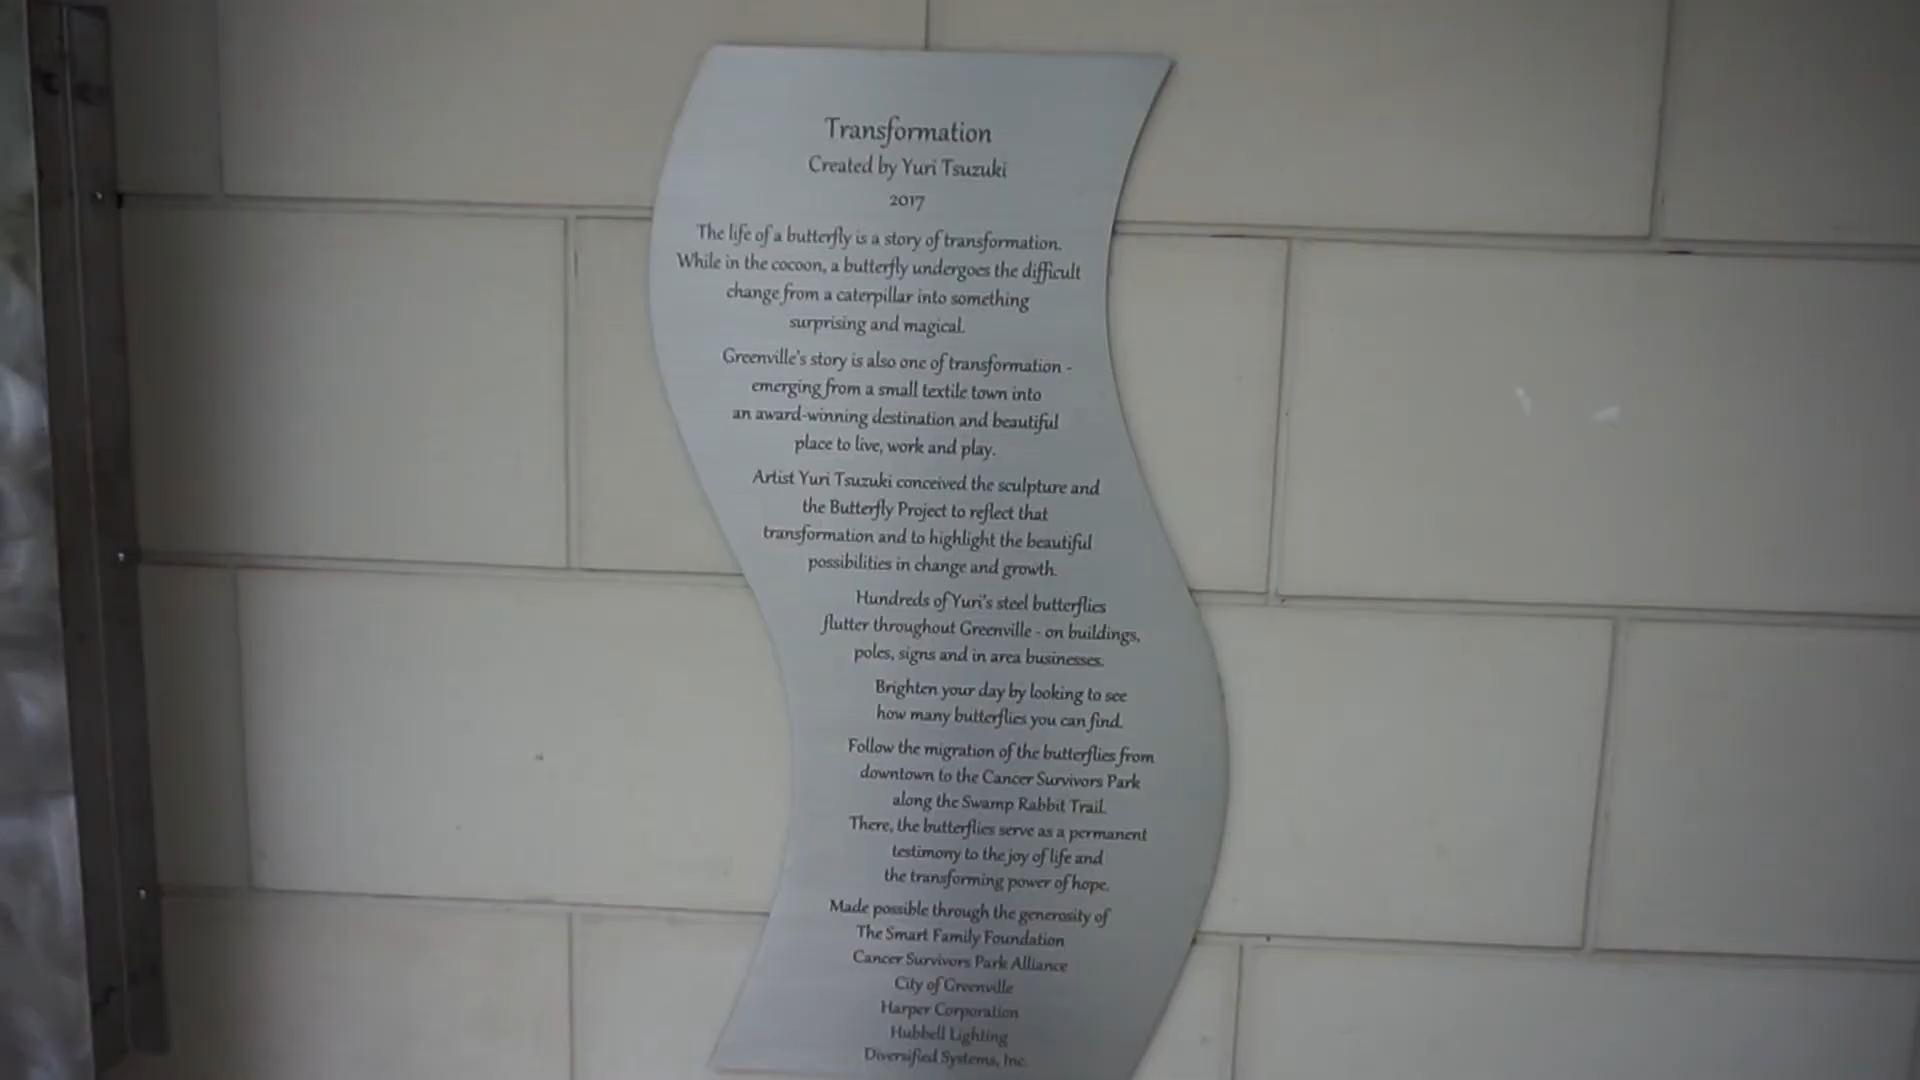 Transformation
Created by Yuri Tsuzuki
2017
The life of a butterfly is a story of transformation.
While in the cocoon, a butterfly undergoes the difficult
change from a caterpillar into something
surprising and magical.
Greenville's story is also one of transformation -
emerging from a small textile town into
an award-winning destination and beautiful
place to live, work and play.
Artist Yuri Tsuzuki conceived the sculpture and
the Butterfly Project to reflect that
transformation and to highlight the beautiful
possibilities in change and growth.
Hundreds of Yuri's steel butterflies
flutter throughout Greenville - on buildings,
poles, signs and in area businesses.
Brighten your day by looking to see
how many butterflies you can find.
Follow the migration of the butterflies from
downtown to the Cancer Survivors Park
along the Swamp Rabbit Trail.
There, the butterflies serve as a permanent
testimony to the joy of life and
the transforming power of hope.
Made possible through the generosity of
The Smart Family Foundation
Cancer Survivors Park Alliance
City of Greenville
Harper Corporation
Hubbell Lighting
Diversified Systems, Inc.